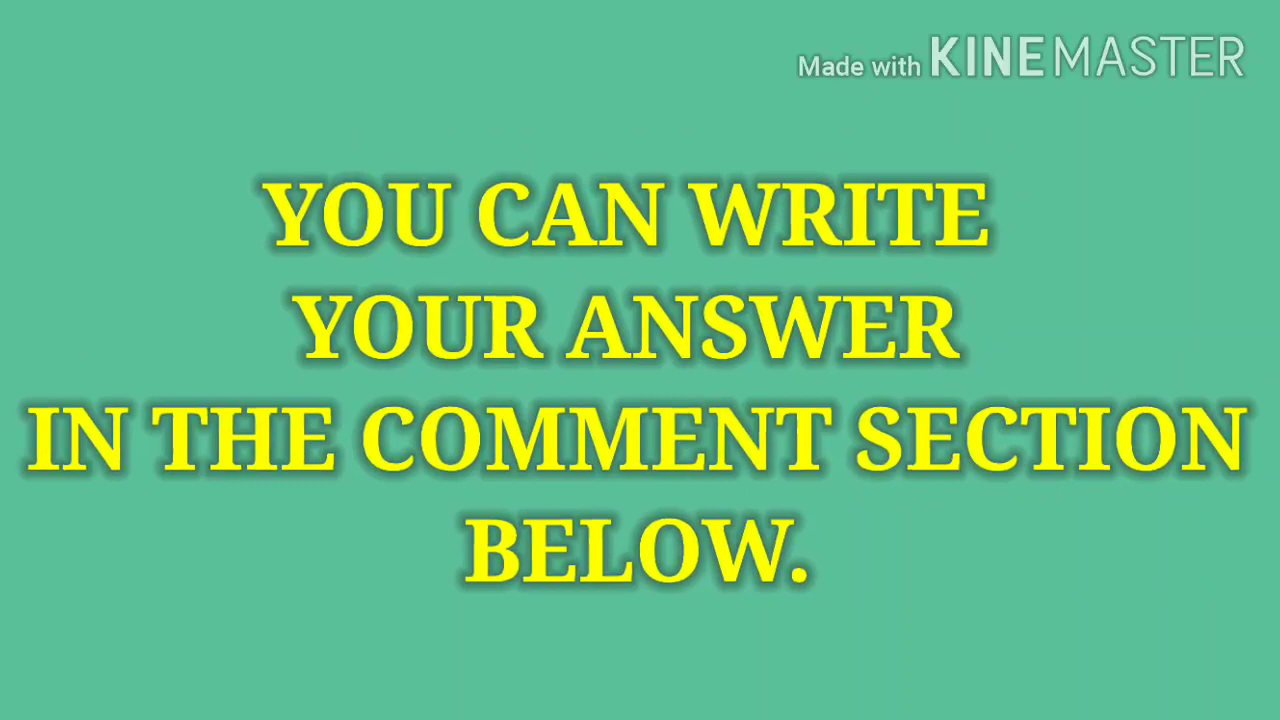 Made with KINEMASTER
YOU CAN WRITE
YOUR ANSWER
IN THE COMMENT SECTION
BELOW.